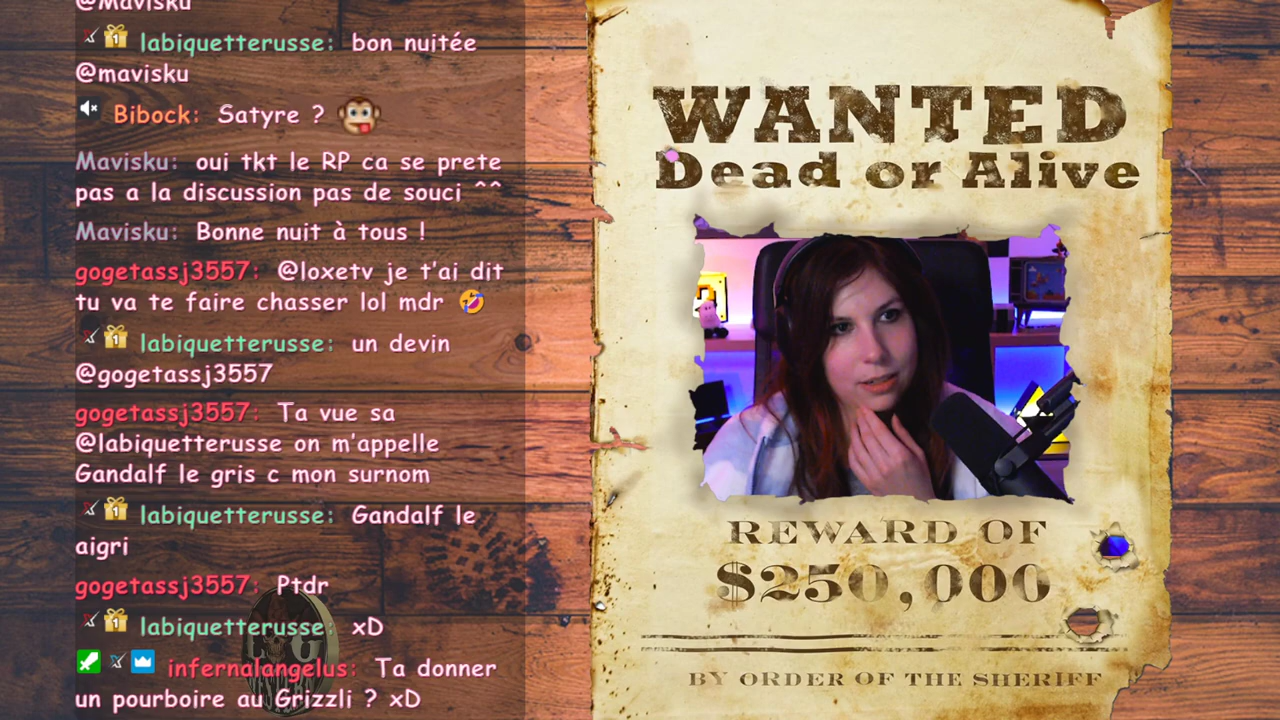 @Mavisku
labiquetterusse: bon nuitée
@mavisku
Bibock: Satyre ?
Mavisku: oui tkt le RP ca se prete
pas a la discussion pas de souci ^^
Mavisku: Bonne nuit à tous !
gogetassj3557: @loxetv je t'ai dit
tu va te faire chasser lol mdr
labiquetterusse: un devin
@gogetassj3557
gogetassj3557: Ta vue sa
@labiquetterusse on m'appelle
Gandalf le gris c mon surnom
labiquetterusse: Gandalf le
aigri
gogetassj3557: Ptdr
labiquetterusse: xD
infernalangelus: Ta donner
un pourboire au Grizzli ? xD
WANTED
Dead or Alive
REWARD OF
$250,000
BY ORDER OF THE SHERIFF